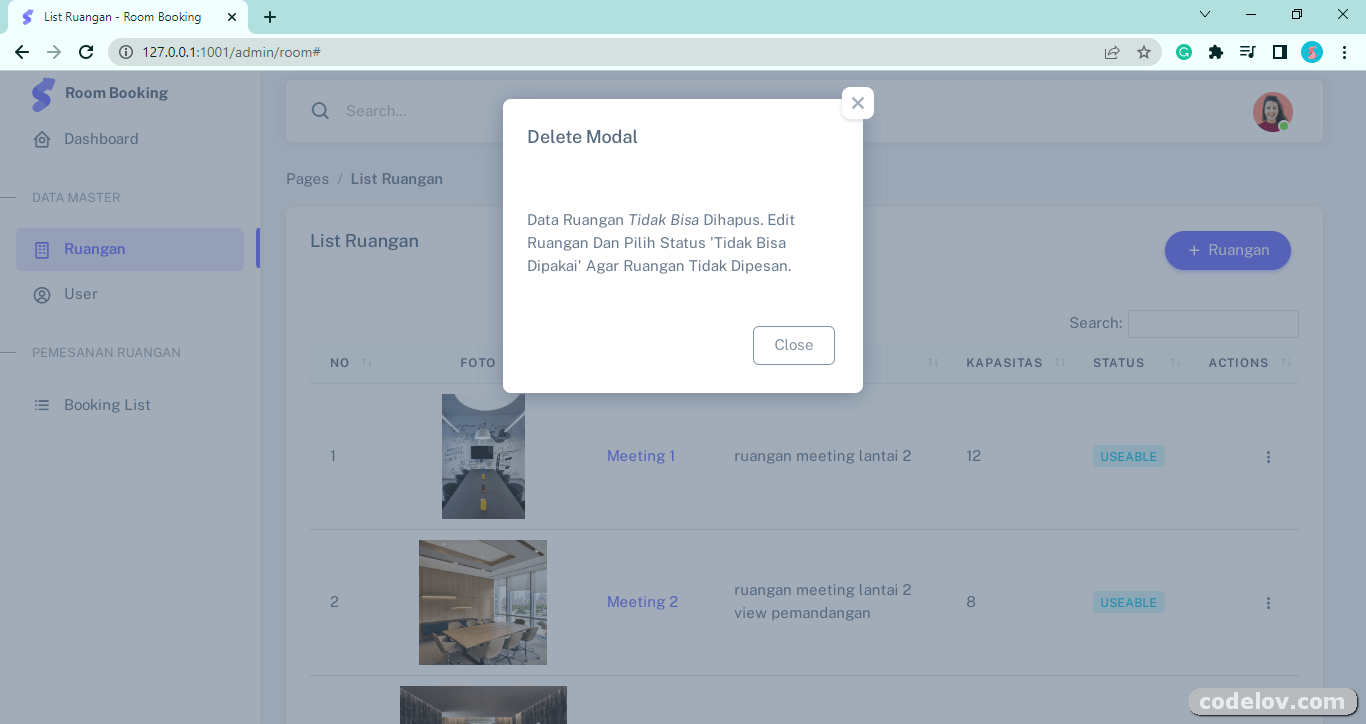 List Ruangan - Room Booking
127.0.0.1:1001/admin/room#
Room Booking
Dashboard
DATA MASTER
Ruangan
User
PEMESANAN RUANGAN
Booking List
Search...
Pages / List Ruangan
List Ruangan
+ Ruangan
Delete Modal
Data Ruangan Tidak Bisa Dihapus. Edit
Ruangan Dan Pilih Status 'Tidak Bisa
Dipakai' Agar Ruangan Tidak Dipesan.
Close
Search:
NO FOTO KAPASITAS STATUS ACTIONS
1 Meeting 1 ruangan meeting lantai 2 12 USEABLE
2 Meeting 2 ruangan meeting lantai 2
view pemandangan 8 USEABLE
codelov.com